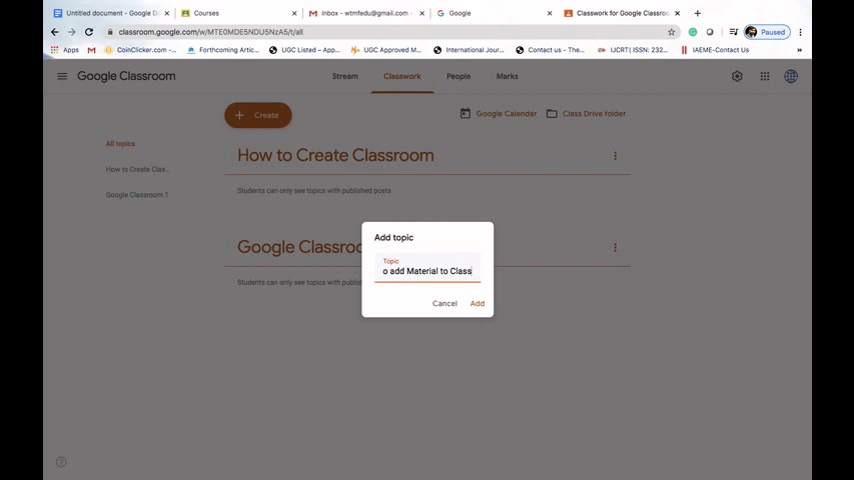 Untitled document - Google D
Courses
Inbox - wtmfedu@gmail.com -
Google
Classwork for Google Classroo
classroom.google.com/w/MTE0MDE5NDU5NzA5/t/all
Paused
Apps
CoinClicker.com - E...
Forthcoming Artic...
UGC Listed – App...
UGC Approved M...
International Jour...
Contact us - The...
IJCRT( ISSN: 232...
IAEME-Contact Us
Google Classroom
Stream
Classwork
People
Marks
Create
Google Calendar
Class Drive folder
All topics
How to Create Clas...
Google Classroom 1
How to Create Classroom
Students can only see topics with published posts
Google Classroo
Students can only see topics with published
Add topic
Topic
o add Material to Class
Cancel
Add